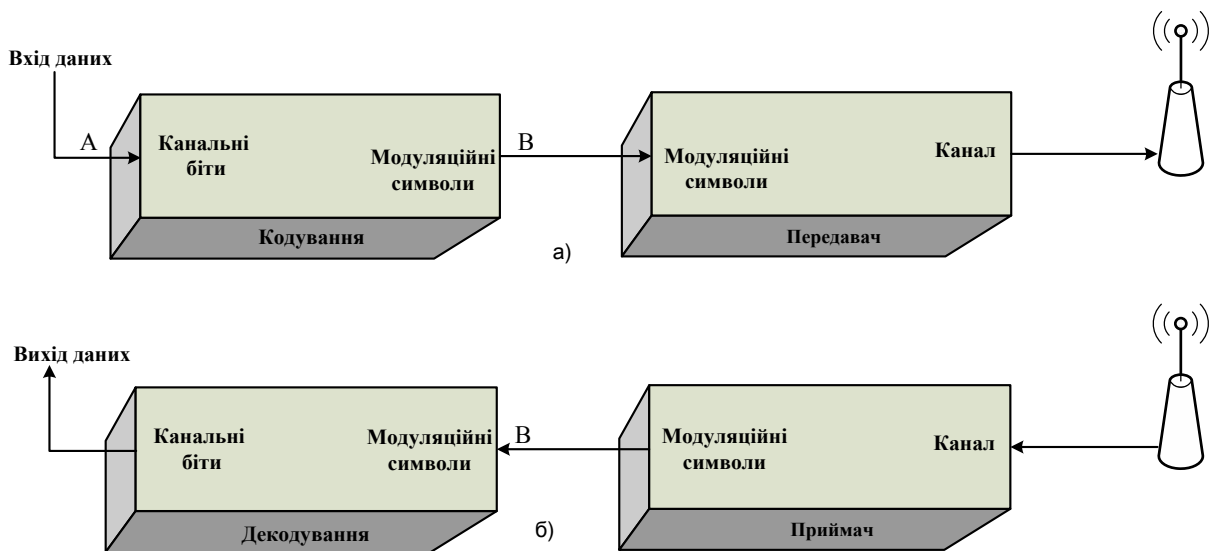 Вхід даних
А
Канальні
біти
Модуляційні
символи
Кодування
В
Модуляційні
символи
Канал
Передавач
а)
Вихід даних
Канальні
біти
Модуляційні
символи
Декодування
В
Модуляційні
символи
Канал
Приймач
б)